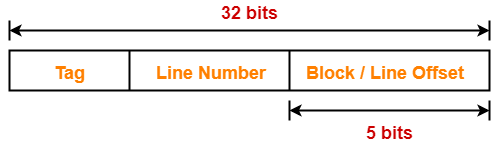 32 bits
Tag
Line Number
Block / Line Offset
5 bits